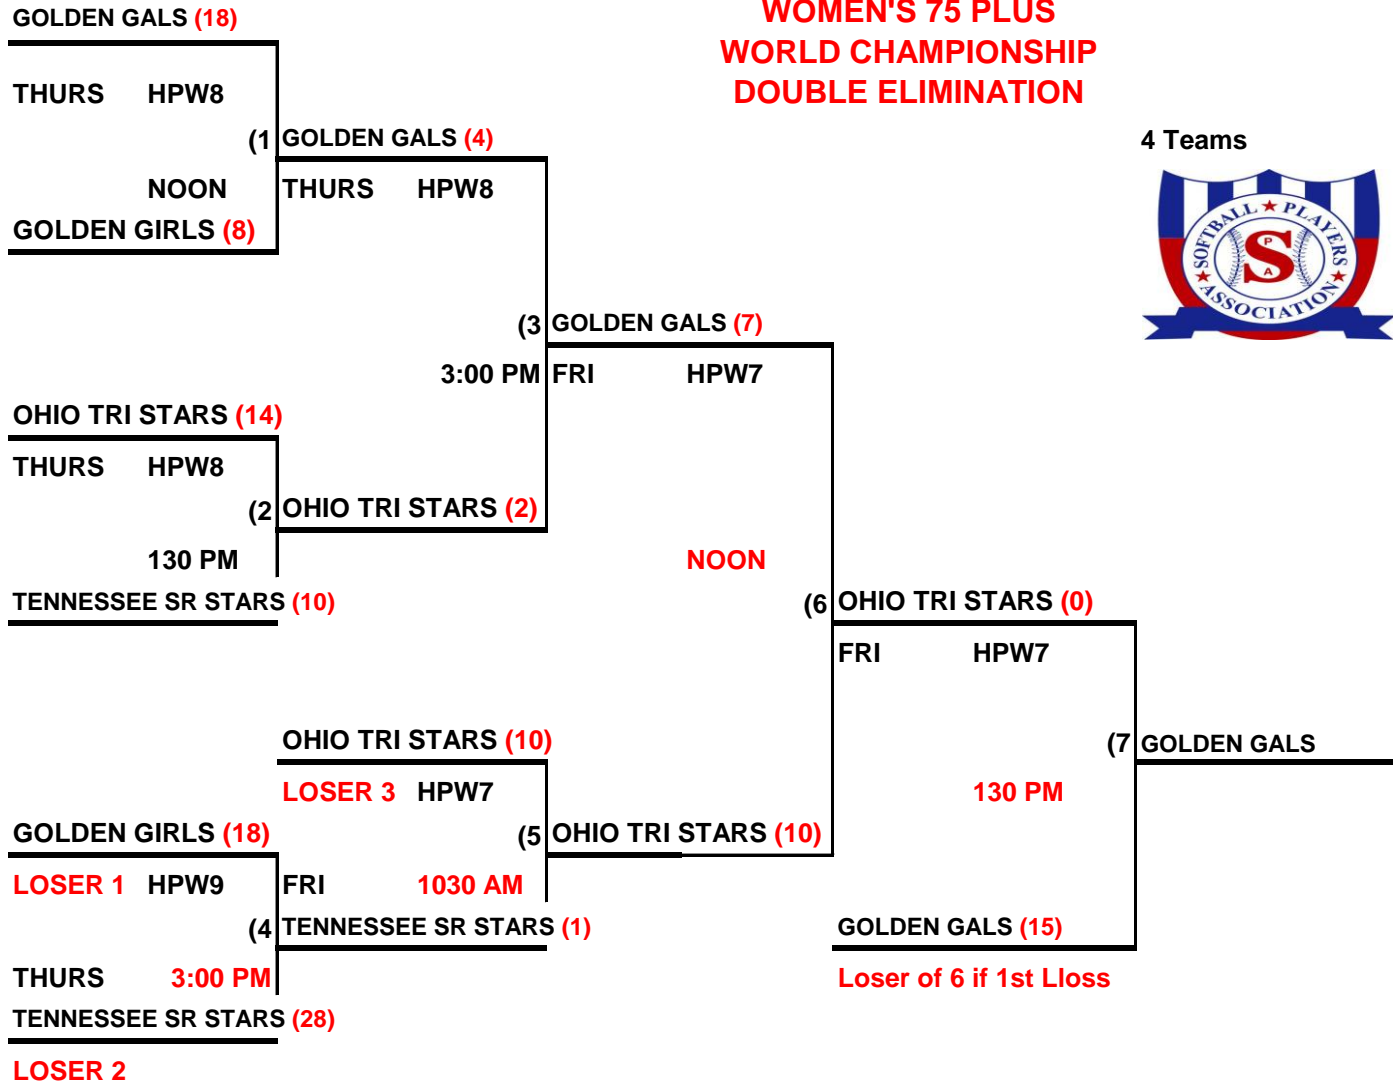 GOLDEN GALS (18)
WOMEN'S 75 PLUS
WORLD CHAMPIONSHIP
DOUBLE ELIMINATION
THURS HPW8
(1 GOLDEN GALS (4)
4 Teams
NOON THURS HPW8
GOLDEN GIRLS (8)
SOFTBALL ★ PLAYERS ★ ASSOCIATION ★
P
S
A
(3 GOLDEN GALS (7)
3:00 PM FRI HPW7
OHIO TRI STARS (14)
THURS HPW8
(2 OHIO TRI STARS (2)
130 PM NOON
TENNESSEE SR STARS (10)
(6 OHIO TRI STARS (0)
FRI HPW7
OHIO TRI STARS (10)
(7 GOLDEN GALS
LOSER 3 HPW7
130 PM
GOLDEN GIRLS (18)
(5 OHIO TRI STARS (10)
LOSER 1 HPW9 FRI 1030 AM
(4 TENNESSEE SR STARS (1)
GOLDEN GALS (15)
THURS 3:00 PM
Loser of 6 if 1st Lloss
TENNESSEE SR STARS (28)
LOSER 2